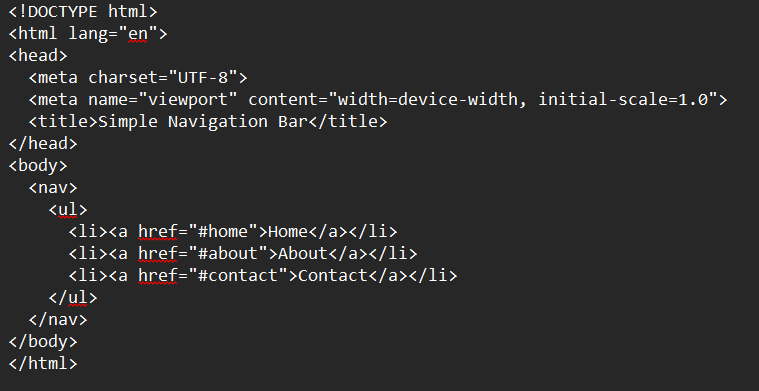 <!DOCTYPE html>
<html lang="en">
<head>
  <meta charset="UTF-8">
  <meta name="viewport" content="width=device-width, initial-scale=1.0">
  <title>Simple Navigation Bar</title>
</head>
<body>
  <nav>
    <ul>
      <li><a href="#home">Home</a></li>
      <li><a href="#about">About</a></li>
      <li><a href="#contact">Contact</a></li>
    </ul>
  </nav>
</body>
</html>